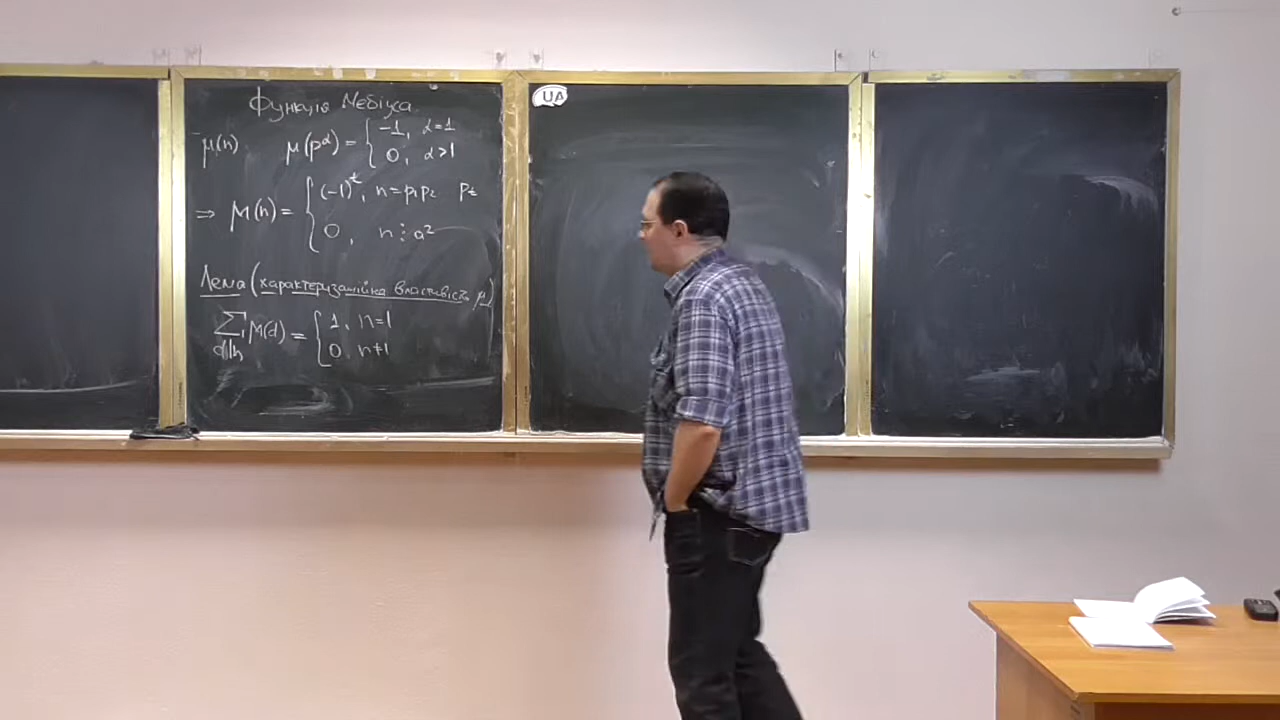 Функція Мебіуса.
μ(n) μ(p^α) = { -1, α=1
0, α>1
⇒ μ(n) = { (-1)^t, n = p₁p₂ p_t
0, n ⋮ a²
Лема (характеризаційна властивість μ)
∑_{d|n} μ(d) = { 1, n=1
0, n≠1
UA